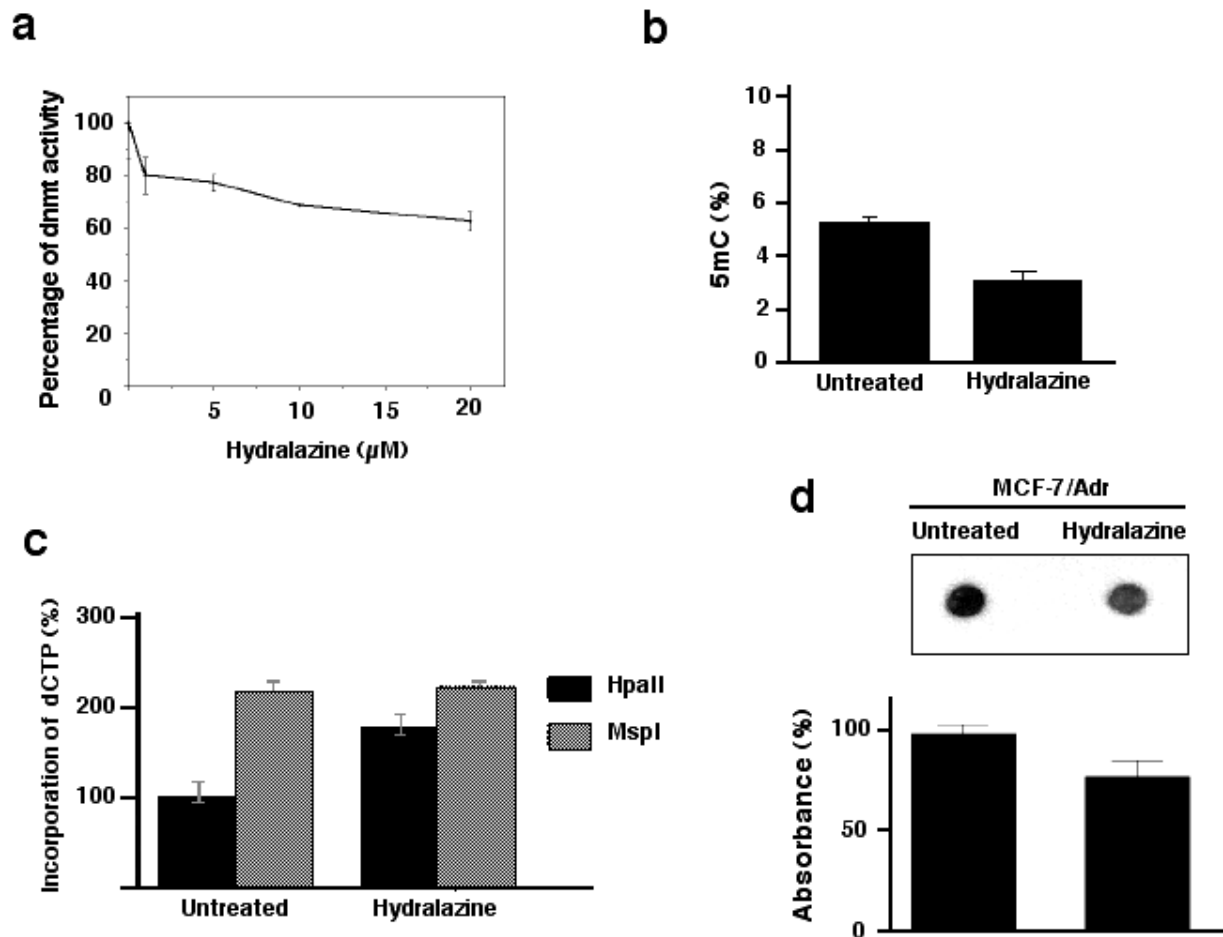 a
Percentage of dnmt activity
100
80
60
40
20
0
5
10
15
20
Hydralazine (µM)
b
5mC (%)
10
8
6
4
2
0
Untreated
Hydralazine
c
Incorporation of dCTP (%)
300
200
100
Untreated
Hydralazine
HpaII
MspI
d
MCF-7/Adr
Untreated
Hydralazine
Absorbance (%)
100
50
0